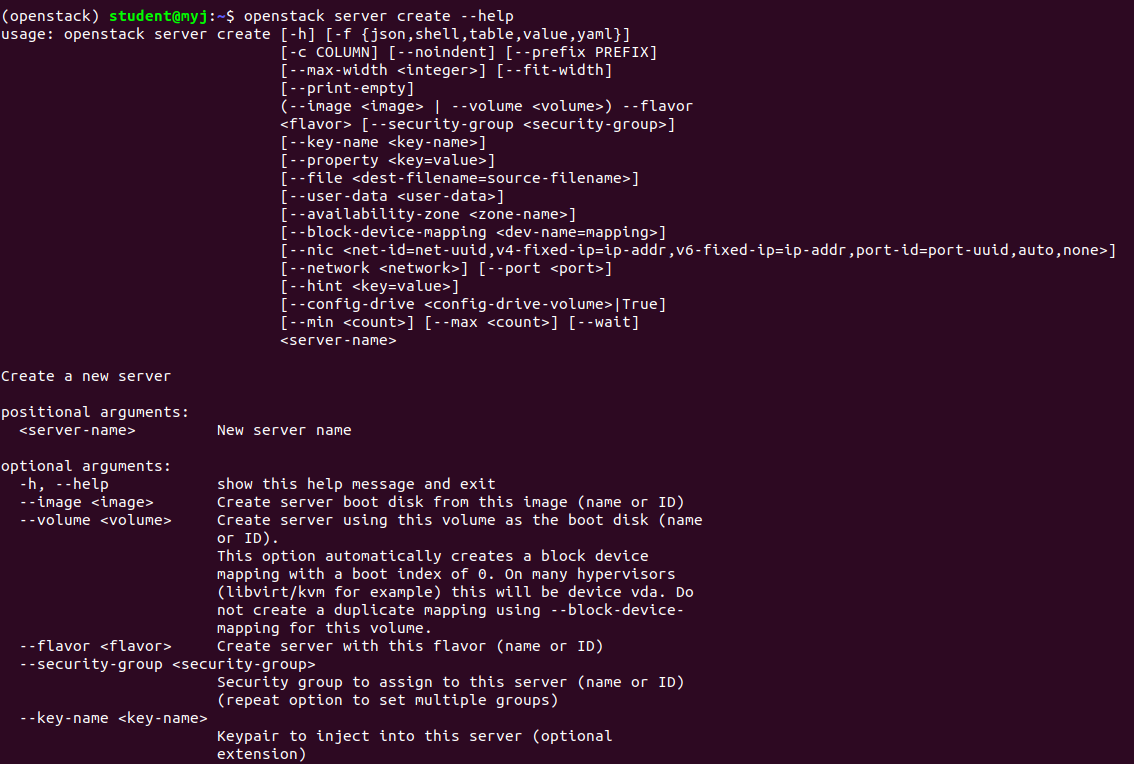 (openstack) student@myj:~$ openstack server create --help
usage: openstack server create [-h] [-f {json,shell,table,value,yaml}]
                               [-c COLUMN] [--noindent] [--prefix PREFIX]
                               [--max-width <integer>] [--fit-width]
                               [--print-empty]
                               (--image <image> | --volume <volume>) --flavor
                               <flavor> [--security-group <security-group>]
                               [--key-name <key-name>]
                               [--property <key=value>]
                               [--file <dest-filename=source-filename>]
                               [--user-data <user-data>]
                               [--availability-zone <zone-name>]
                               [--block-device-mapping <dev-name=mapping>]
                               [--nic <net-id=net-uuid,v4-fixed-ip=ip-addr,v6-fixed-ip=ip-addr,port-id=port-uuid,auto,none>]
                               [--network <network>] [--port <port>]
                               [--hint <key=value>]
                               [--config-drive <config-drive-volume>|True]
                               [--min <count>] [--max <count>] [--wait]
                               <server-name>

Create a new server

positional arguments:
  <server-name>         New server name

optional arguments:
  -h, --help            show this help message and exit
  --image <image>       Create server boot disk from this image (name or ID)
  --volume <volume>     Create server using this volume as the boot disk (name
                        or ID).
                        This option automatically creates a block device
                        mapping with a boot index of 0. On many hypervisors
                        (libvirt/kvm for example) this will be device vda. Do
                        not create a duplicate mapping using --block-device-
                        mapping for this volume.
  --flavor <flavor>     Create server with this flavor (name or ID)
  --security-group <security-group>
                        Security group to assign to this server (name or ID)
                        (repeat option to set multiple groups)
  --key-name <key-name>
                        Keypair to inject into this server (optional
                        extension)